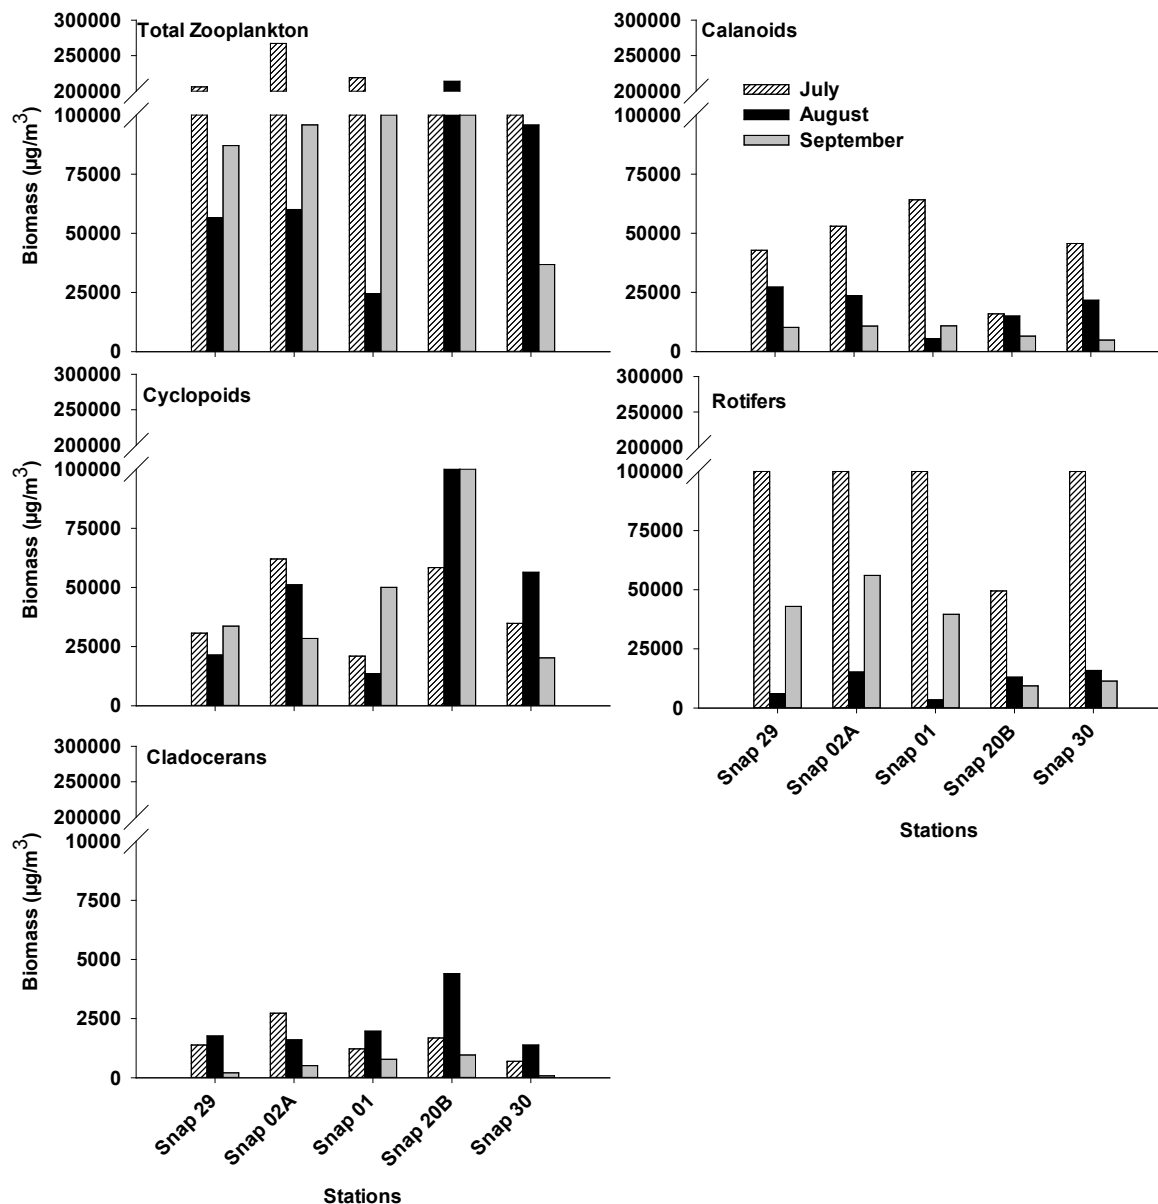 Total Zooplankton
300000
250000
200000
100000
75000
50000
25000
0
Biomass (µg/m³)
Calanoids
300000
250000
200000
100000
75000
50000
25000
0
July
August
September
Cyclopoids
300000
250000
200000
100000
75000
50000
25000
0
Biomass (µg/m³)
Rotifers
300000
250000
200000
100000
75000
50000
25000
0
Snap 29
Snap 02A
Snap 01
Snap 20B
Snap 30
Stations
Cladocerans
300000
250000
200000
10000
7500
5000
2500
0
Biomass (µg/m³)
Snap 29
Snap 02A
Snap 01
Snap 20B
Snap 30
Stations